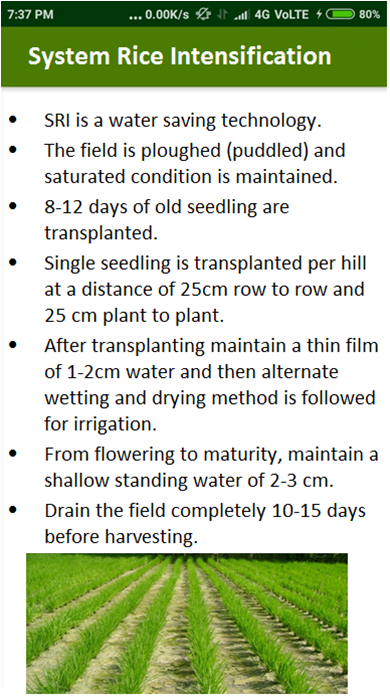 7:37 PM ... 0.00K/s 4G VoLTE 80%
System Rice Intensification
• SRI is a water saving technology.
• The field is ploughed (puddled) and
saturated condition is maintained.
• 8-12 days of old seedling are
transplanted.
• Single seedling is transplanted per hill
at a distance of 25cm row to row and
25 cm plant to plant.
• After transplanting maintain a thin film
of 1-2cm water and then alternate
wetting and drying method is followed
for irrigation.
• From flowering to maturity, maintain a
shallow standing water of 2-3 cm.
• Drain the field completely 10-15 days
before harvesting.